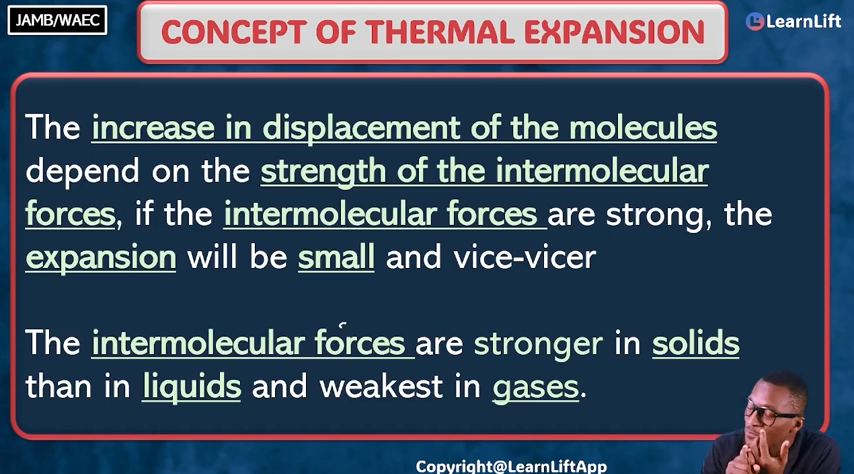 JAMB/WAEC
CONCEPT OF THERMAL EXPANSION
LearnLift
The increase in displacement of the molecules
depend on the strength of the intermolecular
forces, if the intermolecular forces are strong, the
expansion will be small and vice-vicer
The intermolecular forces are stronger in solids
than in liquids and weakest in gases.
Copyright@LearnLiftApp